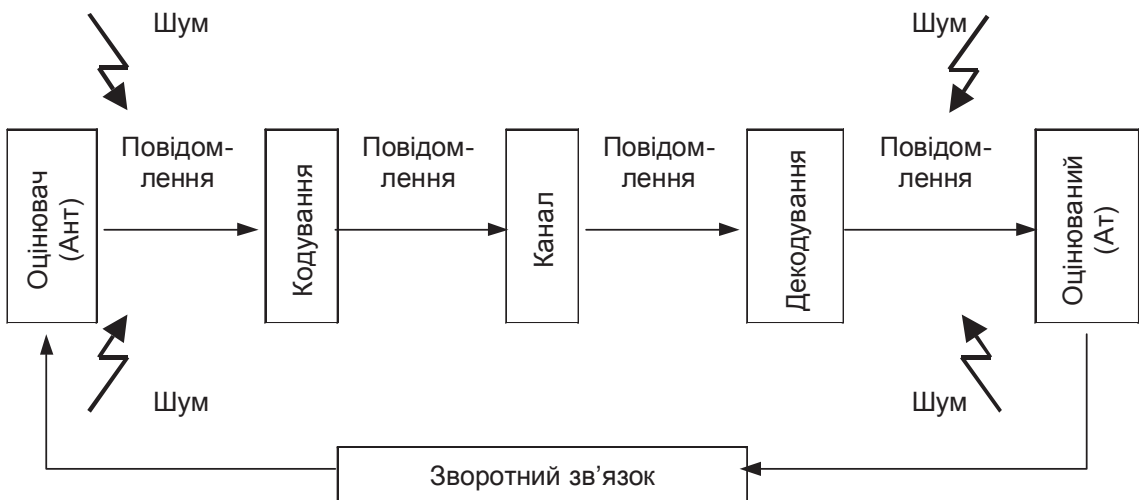 Шум
Шум
Оцінювач
(Ант)
Повідом-
лення
Кодування
Повідом-
лення
Канал
Повідом-
лення
Декодування
Повідом-
лення
Оцінюваний
(Ат)
Шум
Шум
Зворотний зв’язок